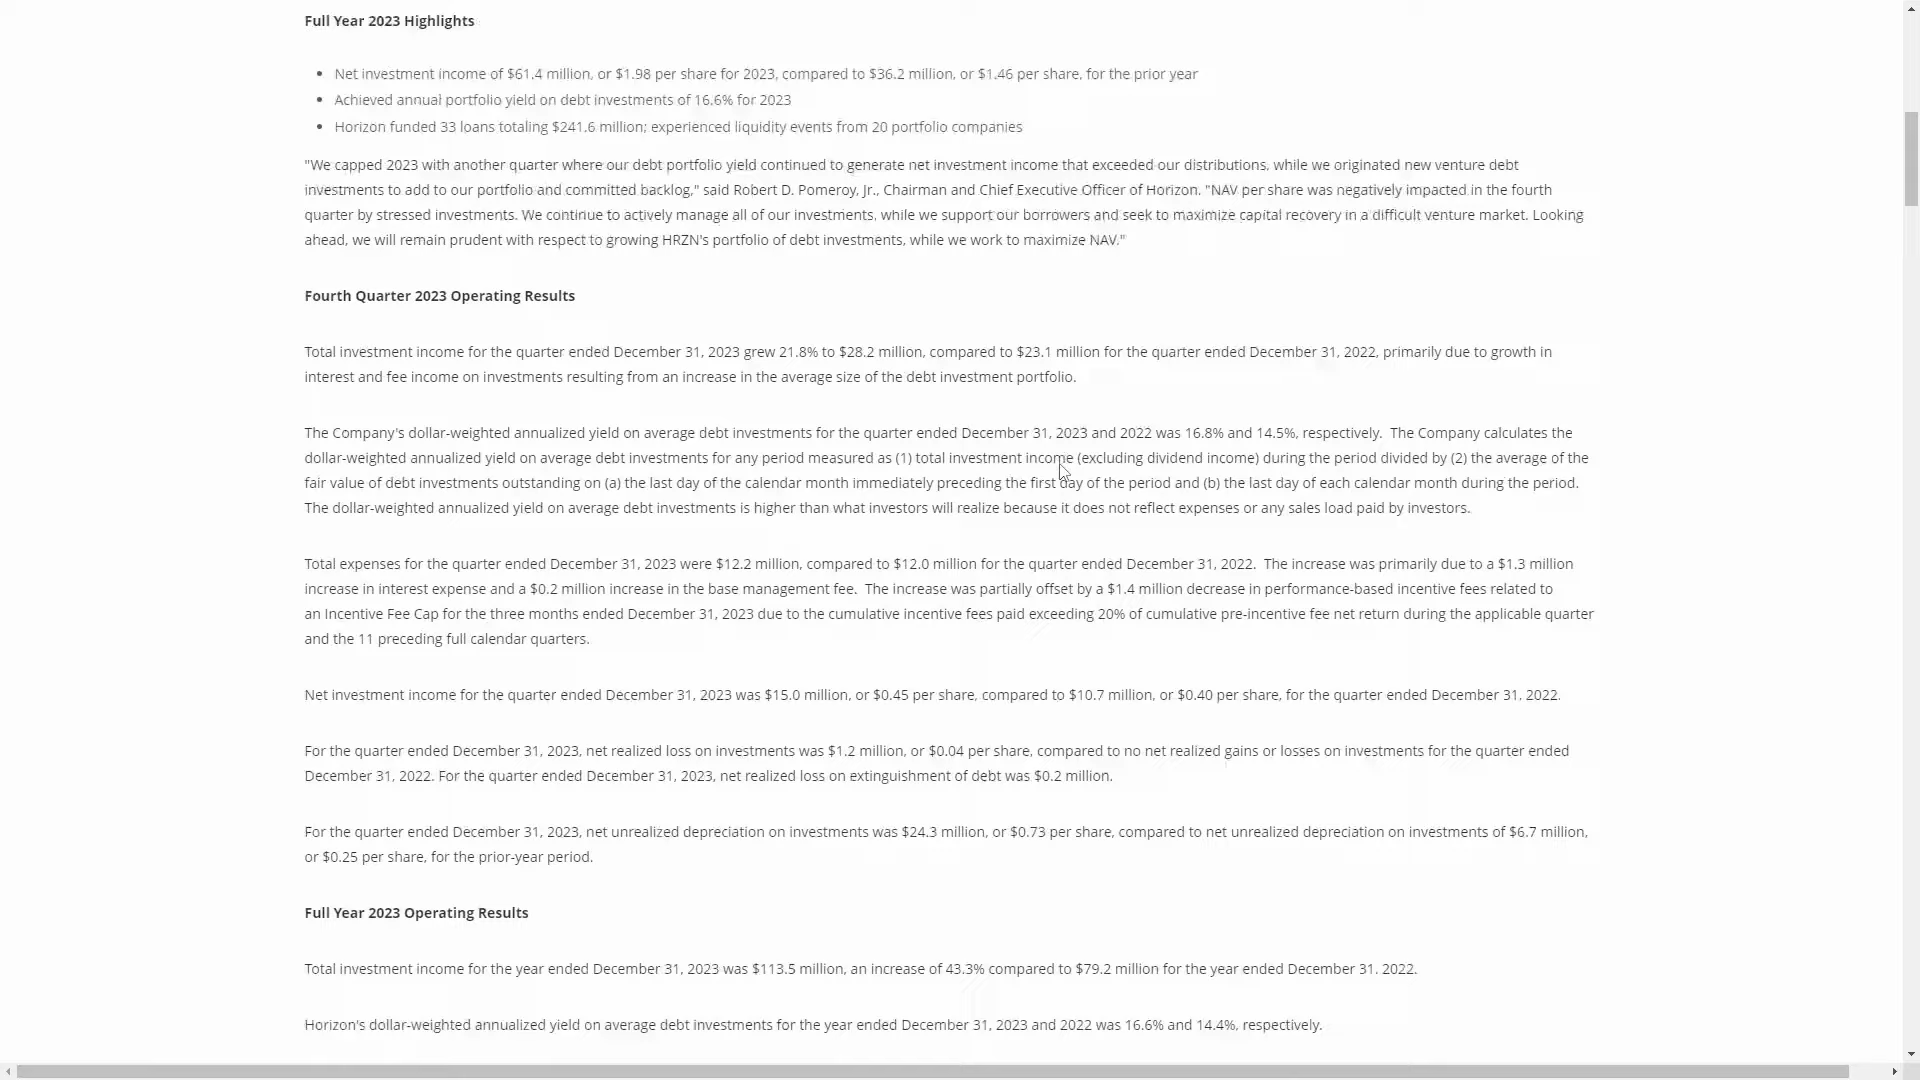 Full Year 2023 Highlights
• Net investment income of $61.4 million, or $1.98 per share for 2023, compared to $36.2 million, or $1.46 per share, for the prior year
• Achieved annual portfolio yield on debt investments of 16.6% for 2023
• Horizon funded 33 loans totaling $241.6 million; experienced liquidity events from 20 portfolio companies
"We capped 2023 with another quarter where our debt portfolio yield continued to generate net investment income that exceeded our distributions, while we originated new venture debt
investments to add to our portfolio and committed backlog," said Robert D. Pomeroy, Jr., Chairman and Chief Executive Officer of Horizon. "NAV per share was negatively impacted in the fourth
quarter by stressed investments. We continue to actively manage all of our investments, while we support our borrowers and seek to maximize capital recovery in a difficult venture market. Looking
ahead, we will remain prudent with respect to growing HRZN's portfolio of debt investments, while we work to maximize NAV."
Fourth Quarter 2023 Operating Results
Total investment income for the quarter ended December 31, 2023 grew 21.8% to $28.2 million, compared to $23.1 million for the quarter ended December 31, 2022, primarily due to growth in
interest and fee income on investments resulting from an increase in the average size of the debt investment portfolio.
The Company's dollar-weighted annualized yield on average debt investments for the quarter ended December 31, 2023 and 2022 was 16.8% and 14.5%, respectively.  The Company calculates the
dollar-weighted annualized yield on average debt investments for any period measured as (1) total investment income (excluding dividend income) during the period divided by (2) the average of the
fair value of debt investments outstanding on (a) the last day of the calendar month immediately preceding the first day of the period and (b) the last day of each calendar month during the period.
The dollar-weighted annualized yield on average debt investments is higher than what investors will realize because it does not reflect expenses or any sales load paid by investors.
Total expenses for the quarter ended December 31, 2023 were $12.2 million, compared to $12.0 million for the quarter ended December 31, 2022.  The increase was primarily due to a $1.3 million
increase in interest expense and a $0.2 million increase in the base management fee.  The increase was partially offset by a $1.4 million decrease in performance-based incentive fees related to
an Incentive Fee Cap for the three months ended December 31, 2023 due to the cumulative incentive fees paid exceeding 20% of cumulative pre-incentive fee net return during the applicable quarter
and the 11 preceding full calendar quarters.
Net investment income for the quarter ended December 31, 2023 was $15.0 million, or $0.45 per share, compared to $10.7 million, or $0.40 per share, for the quarter ended December 31, 2022.
For the quarter ended December 31, 2023, net realized loss on investments was $1.2 million, or $0.04 per share, compared to no net realized gains or losses on investments for the quarter ended
December 31, 2022. For the quarter ended December 31, 2023, net realized loss on extinguishment of debt was $0.2 million.
For the quarter ended December 31, 2023, net unrealized depreciation on investments was $24.3 million, or $0.73 per share, compared to net unrealized depreciation on investments of $6.7 million,
or $0.25 per share, for the prior-year period.
Full Year 2023 Operating Results
Total investment income for the year ended December 31, 2023 was $113.5 million, an increase of 43.3% compared to $79.2 million for the year ended December 31. 2022.
Horizon's dollar-weighted annualized yield on average debt investments for the year ended December 31, 2023 and 2022 was 16.6% and 14.4%, respectively.